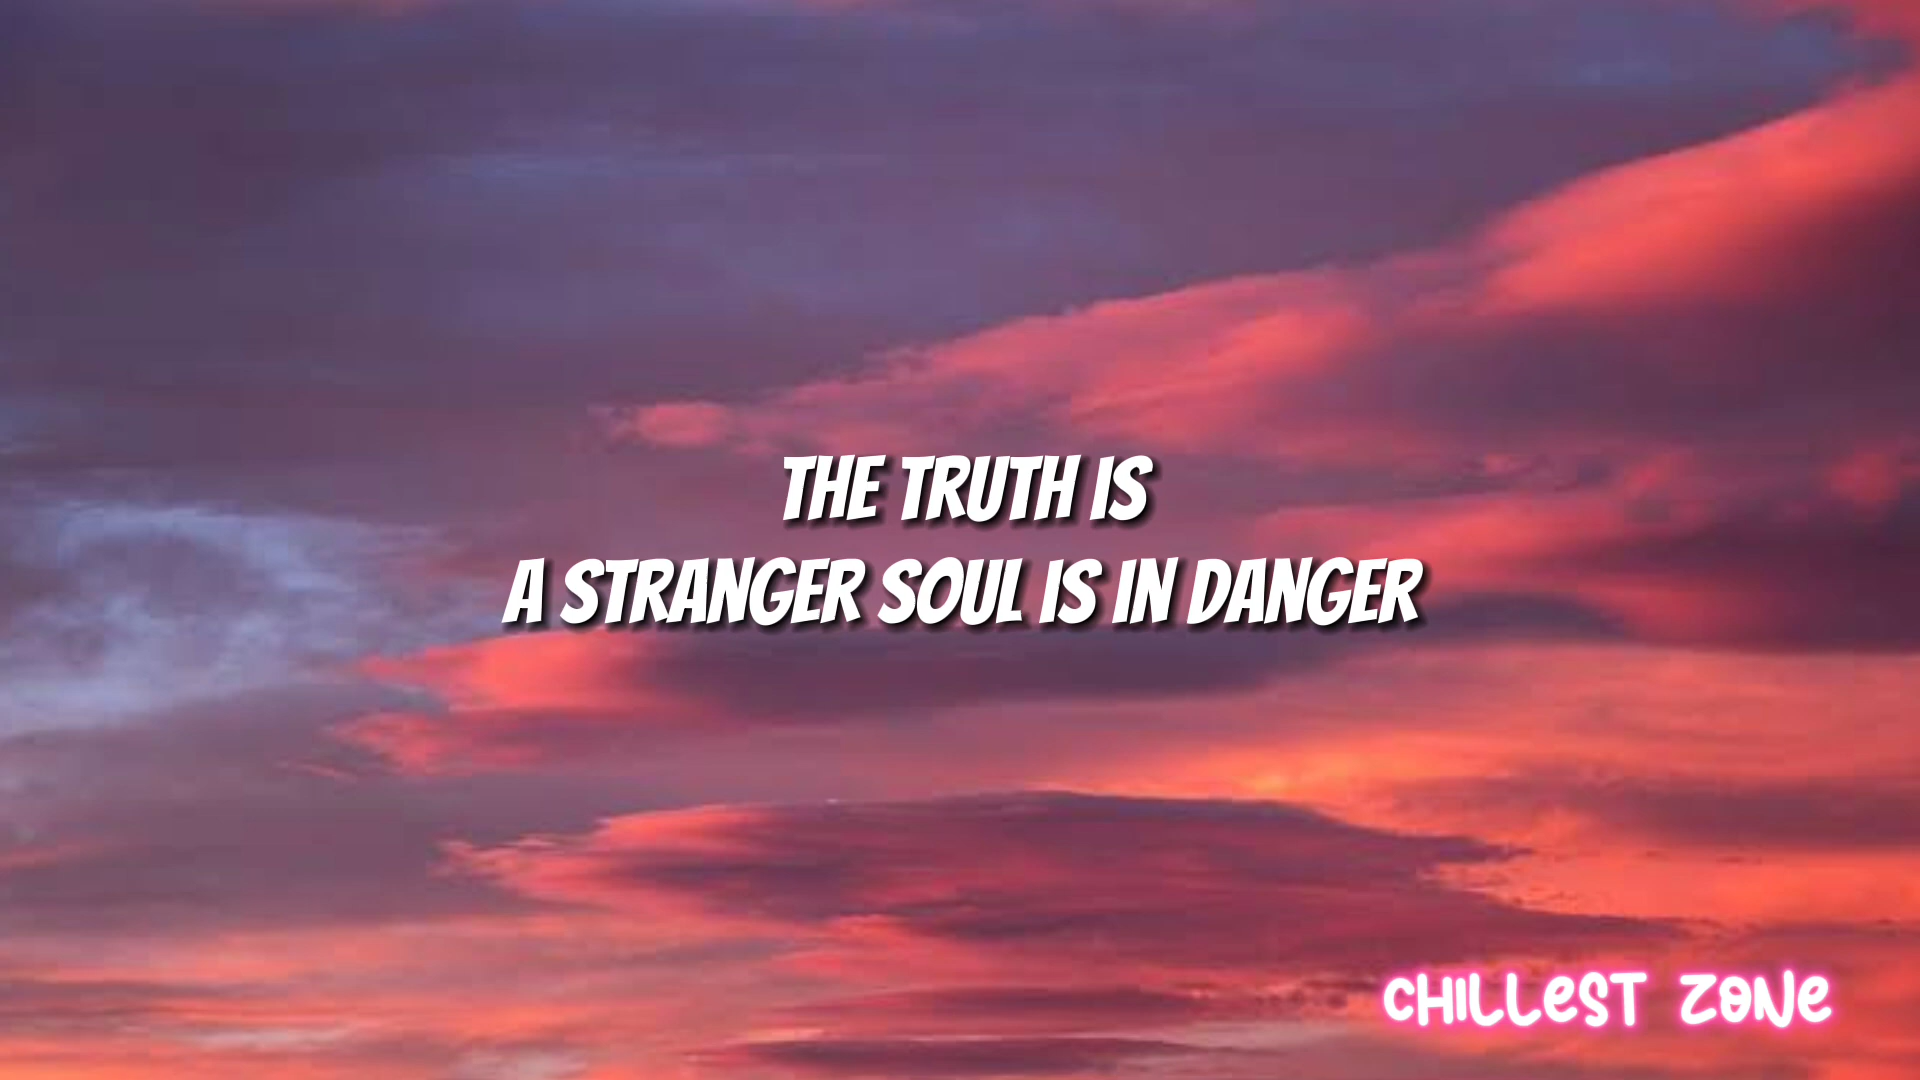 THE TRUTH IS
A STRANGER SOUL IS IN DANGER
CHILLEST ZONE